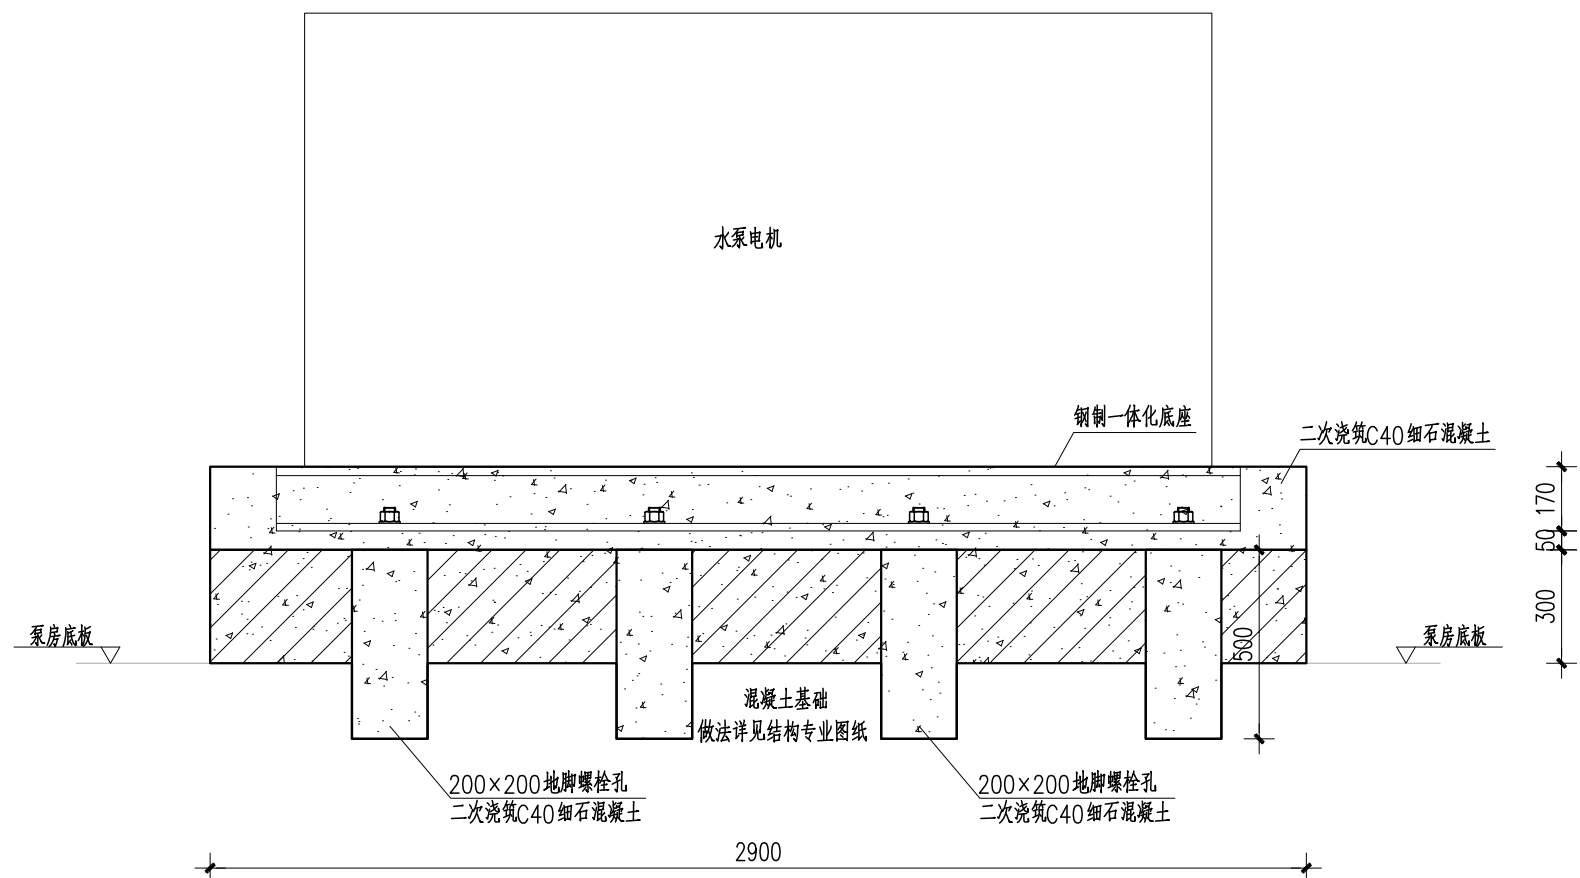 水泵电机
钢制一体化底座
二次浇筑C40细石混凝土
170
50
300
500
泵房底板
泵房底板
混凝土基础
做法详见结构专业图纸
200×200地脚螺栓孔
二次浇筑C40细石混凝土
200×200地脚螺栓孔
二次浇筑C40细石混凝土
2900